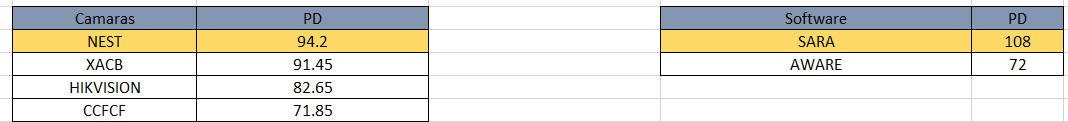 Camaras PD Software PD
NEST 94.2 SARA 108
XACB 91.45 AWARE 72
HIKVISION 82.65
CCFCF 71.85